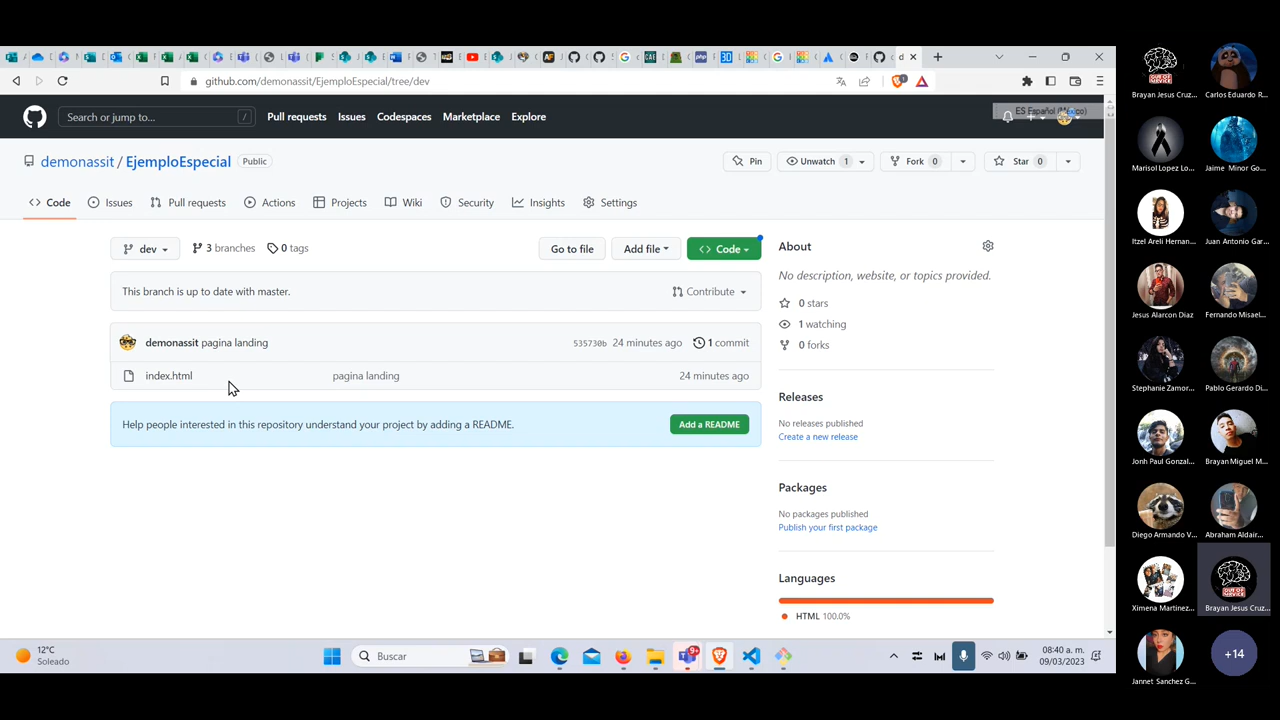 github.com/demonassit/EjemploEspecial/tree/dev
Search or jump to...
/
Pull requests
Issues
Codespaces
Marketplace
Explore
ES Español (México)
demonassit / EjemploEspecial
Public
Pin
Unwatch 1
Fork 0
Star 0
Code
Issues
Pull requests
Actions
Projects
Wiki
Security
Insights
Settings
dev
3 branches
0 tags
Go to file
Add file
Code
This branch is up to date with master.
Contribute
demonassit pagina landing
535730b 24 minutes ago
1 commit
index.html
pagina landing
24 minutes ago
Help people interested in this repository understand your project by adding a README.
Add a README
About
No description, website, or topics provided.
0 stars
1 watching
0 forks
Releases
No releases published
Create a new release
Packages
No packages published
Publish your first package
Languages
HTML 100.0%
12°C
Soleado
Buscar
9+
08:40 a. m.
09/03/2023
Brayan Jesus Cruz...
Carlos Eduardo R...
Marisol Lopez Lo...
Jaime Minor Go...
Itzel Areli Hernan...
Juan Antonio Gar...
Jesus Alarcon Diaz
Fernando Misael...
Stephanie Zamor...
Pablo Gerardo Di...
Jonh Paul Gonzal...
Brayan Miguel M...
Diego Armando V...
Abraham Aldair...
Ximena Martinez...
OUT OF SERVICE
Brayan Jesus Cruz...
Jannet Sanchez G...
+14